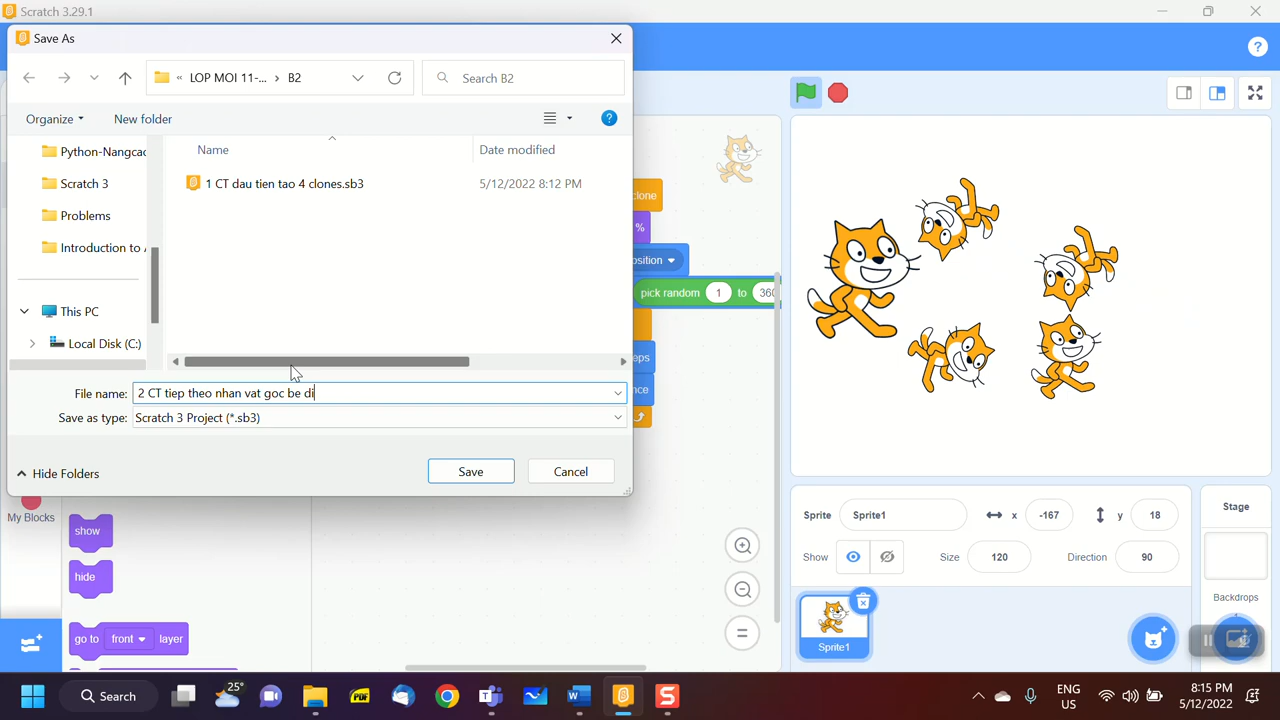 Scratch 3.29.1
Save As
« LOP MOI 11-... › B2
Search B2
Organize
New folder
Name
Date modified
Python-Nangcao
1 CT dau tien tao 4 clones.sb3
5/12/2022 8:12 PM
Scratch 3
Problems
Introduction to
This PC
Local Disk (C:)
File name:
2 CT tiep theo nhan vat goc be di
Save as type:
Scratch 3 Project (*.sb3)
Hide Folders
Save
Cancel
clone
%
osition
pick random 1 to 360
eps
nce
My Blocks
show
hide
go to front layer
Sprite
Sprite1
x
-167
y
18
Show
Size
120
Direction
90
Sprite1
Stage
Backdrops
Search
25°
PDF
ENG
US
8:15 PM
5/12/2022